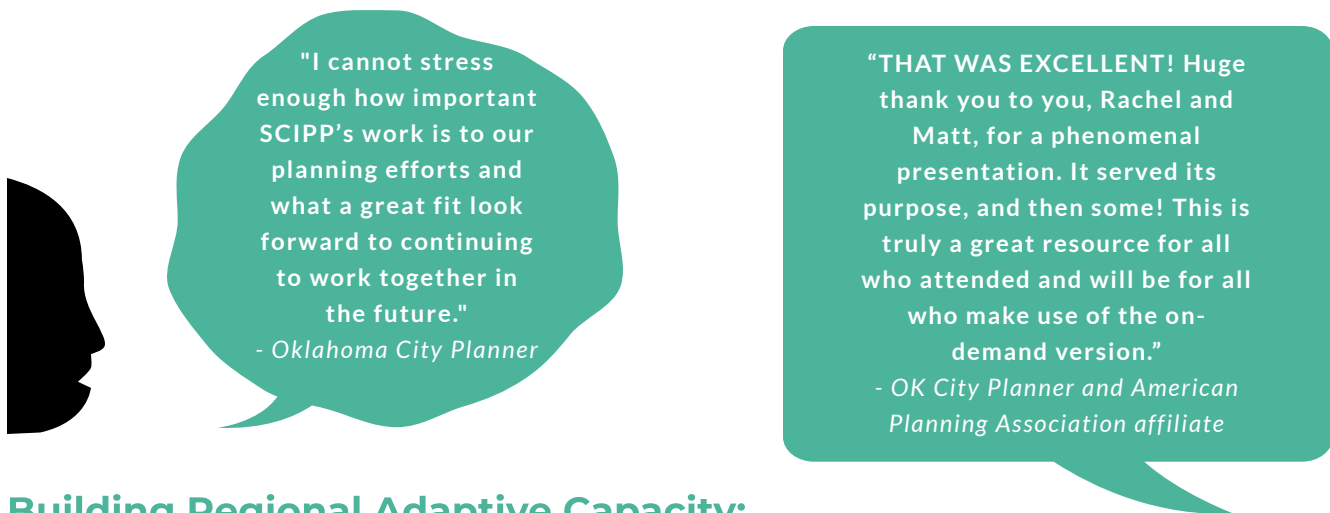 "I cannot stress
enough how important
SCIPP’s work is to our
planning efforts and
what a great fit look
forward to continuing
to work together in
the future."
- Oklahoma City Planner
“THAT WAS EXCELLENT! Huge
thank you to you, Rachel and
Matt, for a phenomenal
presentation. It served its
purpose, and then some! This is
truly a great resource for all
who attended and will be for all
who make use of the on-
demand version.”
- OK City Planner and American
Planning Association affiliate
Building Regional Adaptive Capacity: